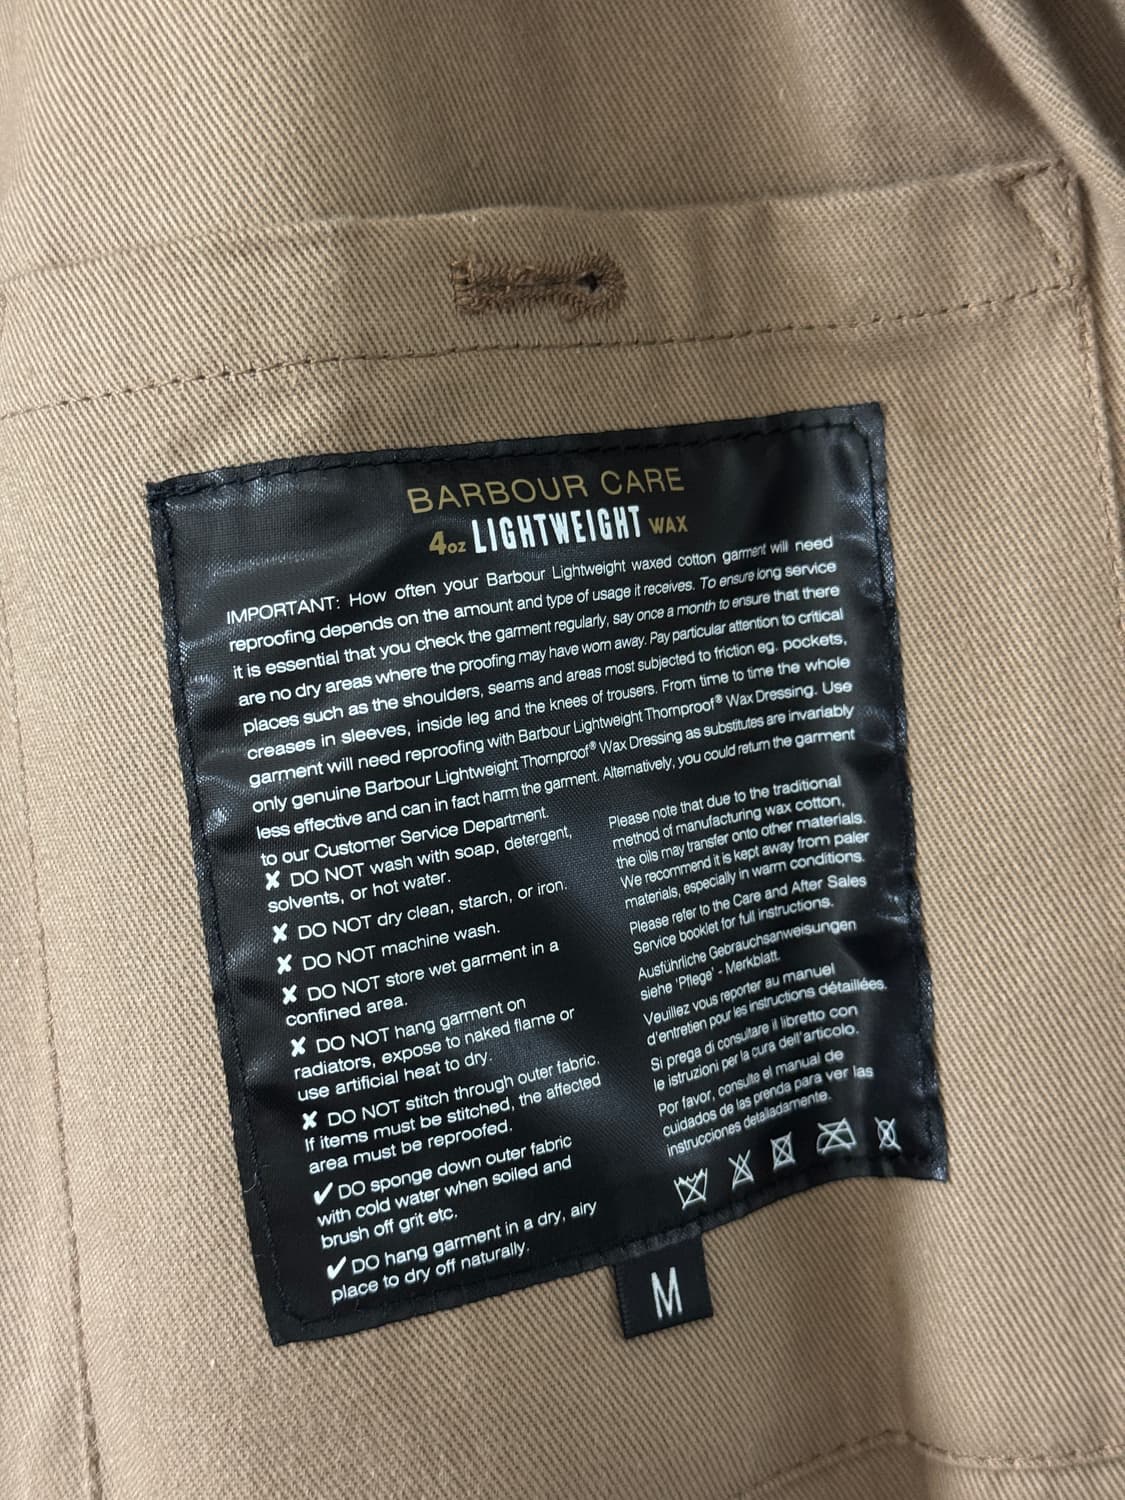 BARBOUR CARE
4oz LIGHTWEIGHT WAX
IMPORTANT: How often your Barbour Lightweight waxed cotton garment will need
reproofing depends on the amount and type of usage it receives. To ensure long service
it is essential that you check the garment regularly, say once a month to ensure that there
are no dry areas where the proofing may have worn away. Pay particular attention to critical
places such as the shoulders, seams and areas most subjected to friction eg. pockets,
creases in sleeves, inside leg and the knees of trousers. From time to time the whole
garment will need reproofing with Barbour Lightweight Thornproof® Wax Dressing. Use
only genuine Barbour Lightweight Thornproof® Wax Dressing as substitutes are invariably
less effective and can in fact harm the garment. Alternatively, you could return the garment
to our Customer Service Department.
✘ DO NOT wash with soap, detergent,
solvents, or hot water.
✘ DO NOT dry clean, starch, or iron.
✘ DO NOT machine wash.
✘ DO NOT store wet garment in a
confined area.
✘ DO NOT hang garment on
radiators, expose to naked flame or
use artificial heat to dry.
✘ DO NOT stitch through outer fabric.
If items must be stitched, the affected
area must be reproofed.
✔ DO sponge down outer fabric
with cold water when soiled and
brush off grit etc.
✔ DO hang garment in a dry, airy
place to dry off naturally.
Please note that due to the traditional
method of manufacturing wax cotton,
the oils may transfer onto other materials.
We recommend it is kept away from paler
materials, especially in warm conditions.
Please refer to the Care and After Sales
Service booklet for full instructions.
Ausführliche Gebrauchsanweisungen
siehe 'Pflege' - Merkblatt.
Veuillez vous reporter au manuel
d'entretien pour les instructions détaillées.
Si prega di consultare il libretto con
le istruzioni per la cura dell'articolo.
Por favor, consulte el manual de
cuidados de las prenda para ver las
instrucciones detalladamente.
M